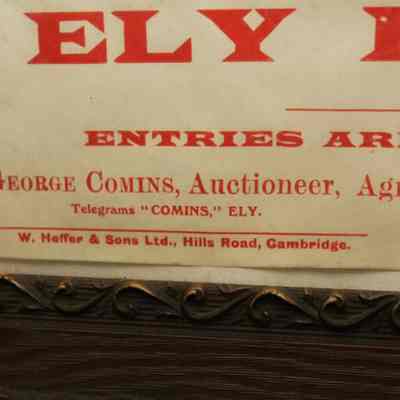 ELY
ENTRIES AR
GEORGE COMINS, Auctioneer, Ag
Telegrams "COMINS," ELY.
W. Heffer & Sons Ltd., Hills Road, Cambridge.